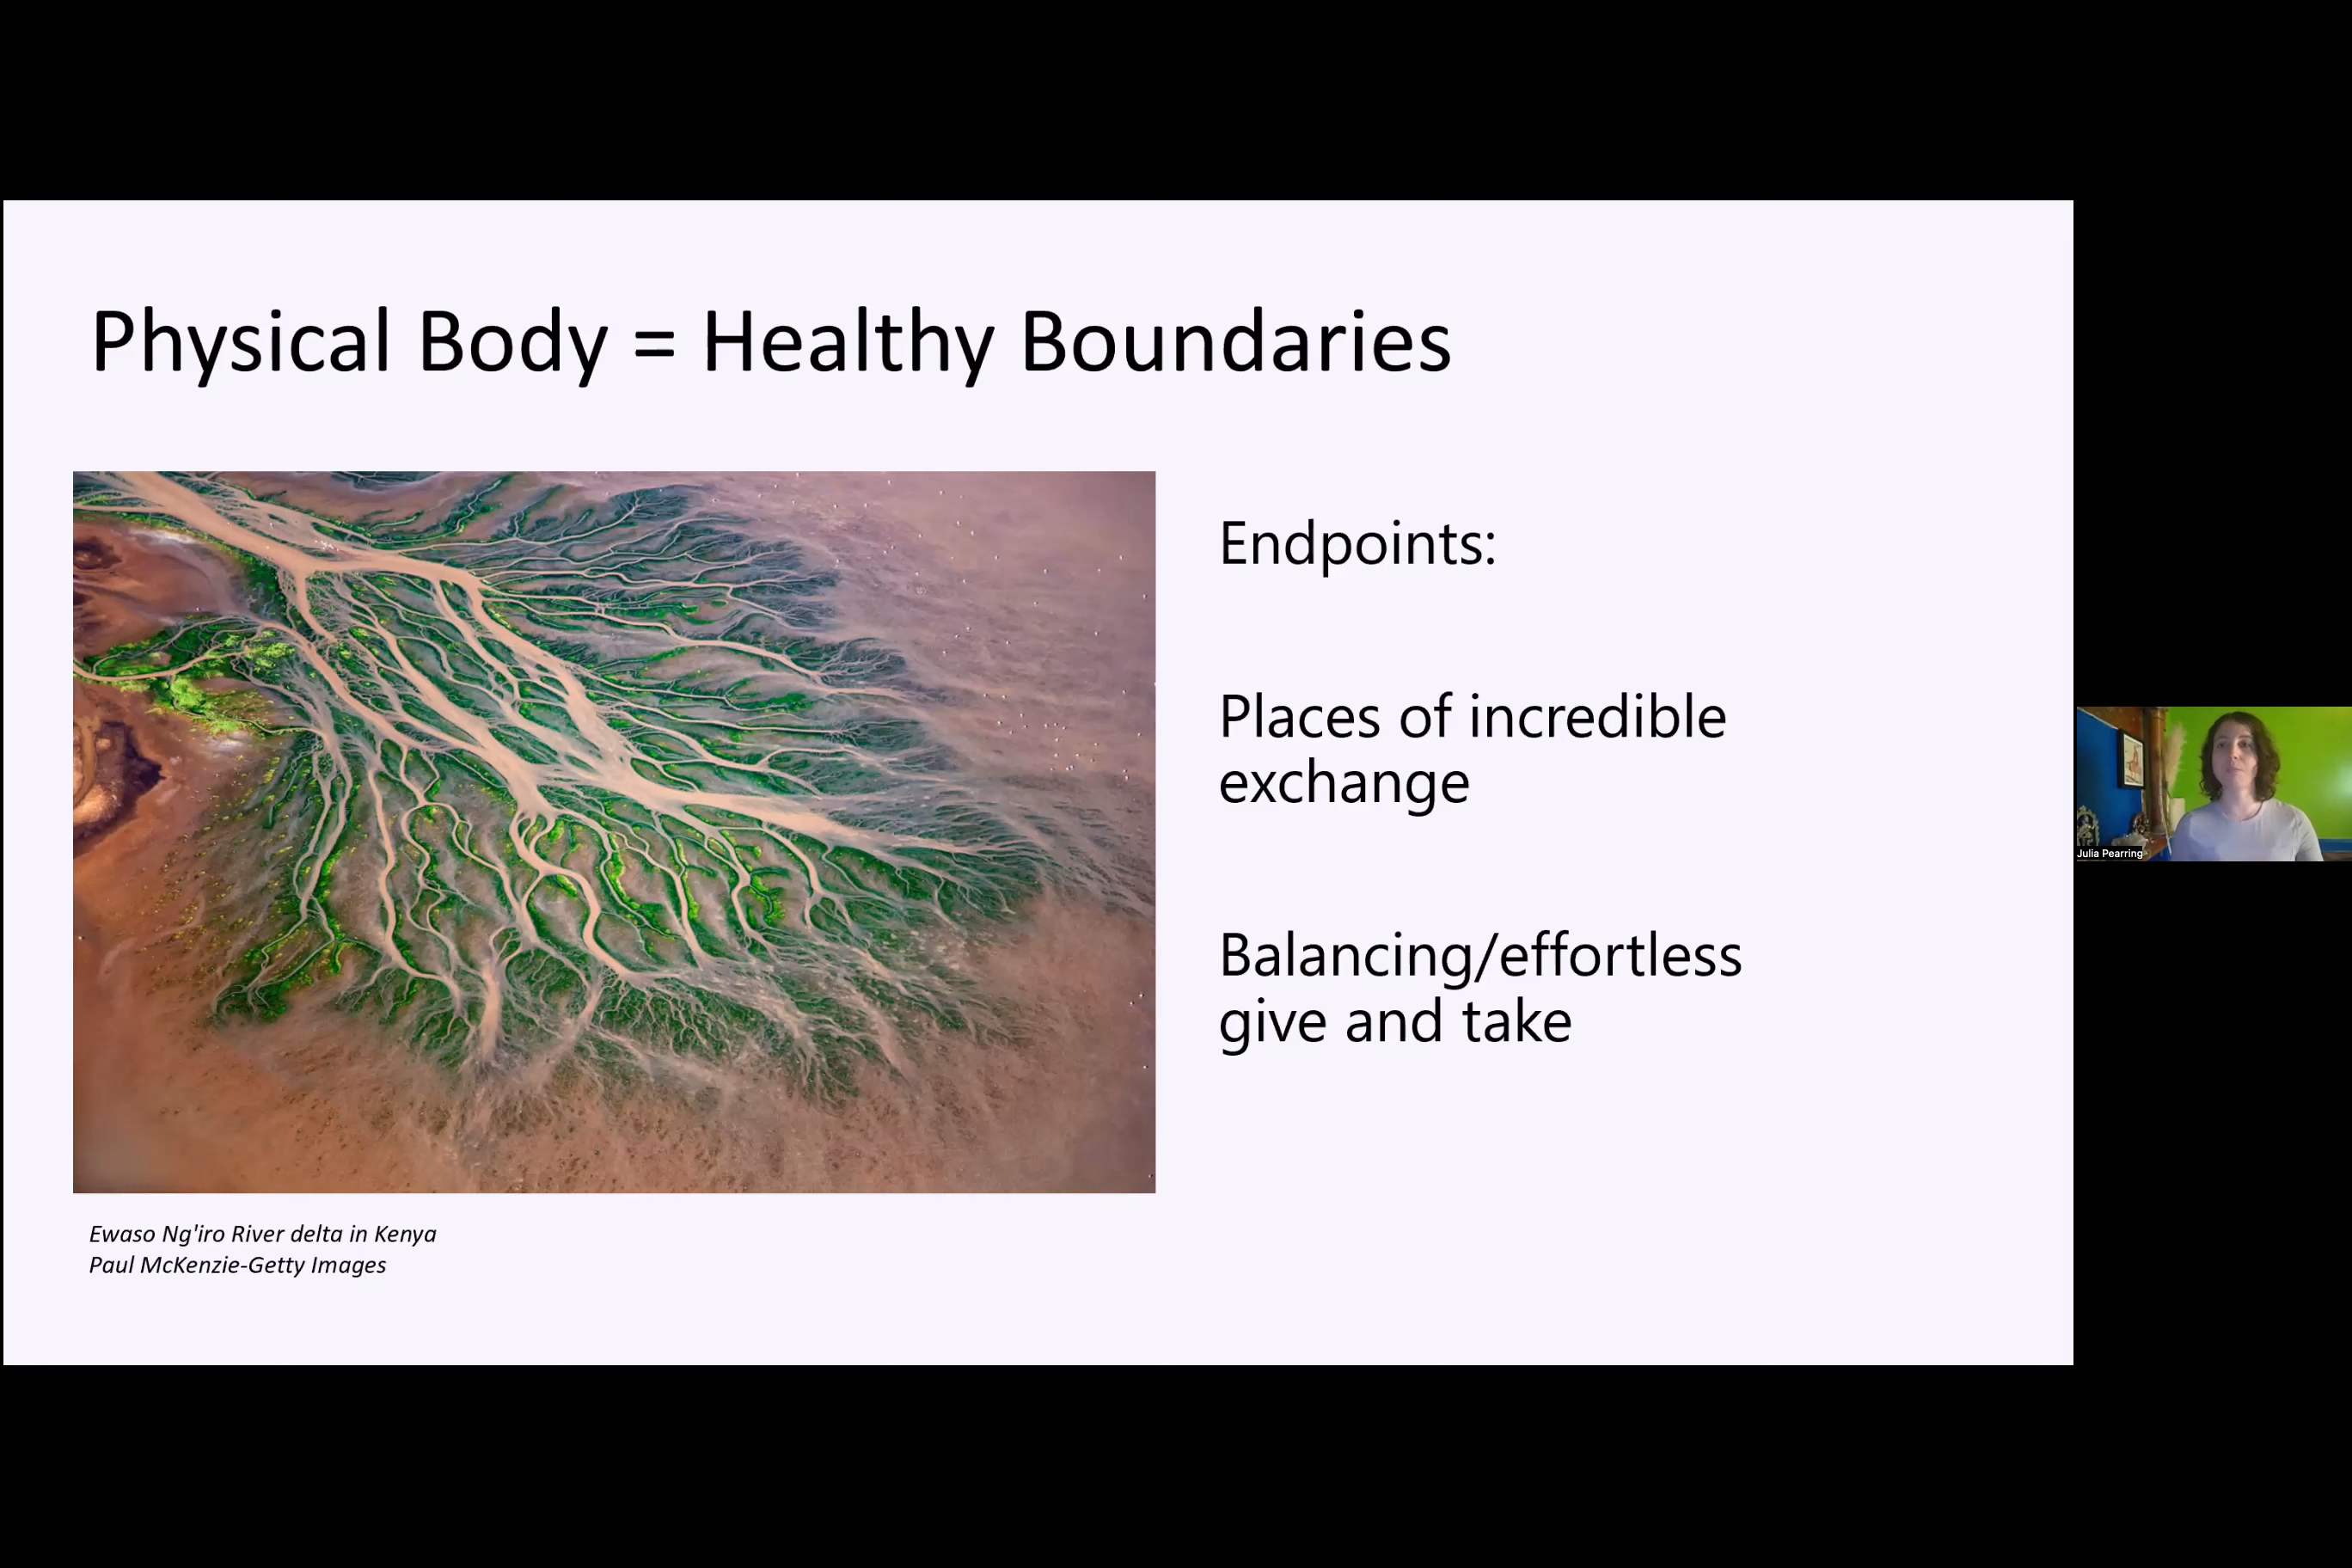 Physical Body = Healthy Boundaries
Endpoints:
Places of incredible
exchange
Balancing/effortless
give and take
Ewaso Ng'iro River delta in Kenya
Paul McKenzie-Getty Images
Julia Pearring